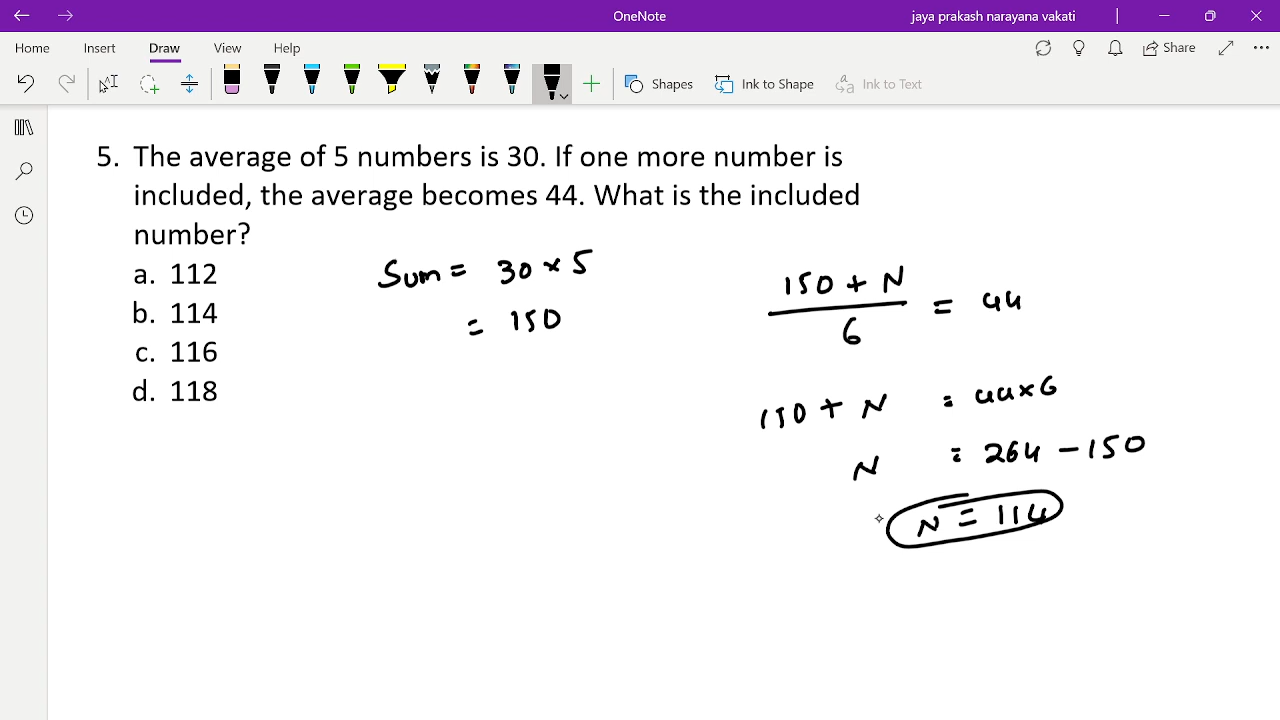 OneNote
jaya prakash narayana vakati
Home Insert Draw View Help
Share
Shapes
Ink to Shape
Ink to Text
5. The average of 5 numbers is 30. If one more number is
included, the average becomes 44. What is the included
number?
a. 112
b. 114
c. 116
d. 118
Sum = 30 × 5
= 150
150 + N
6
= 44
150 + N = 44×6
N = 264 - 150
N = 114